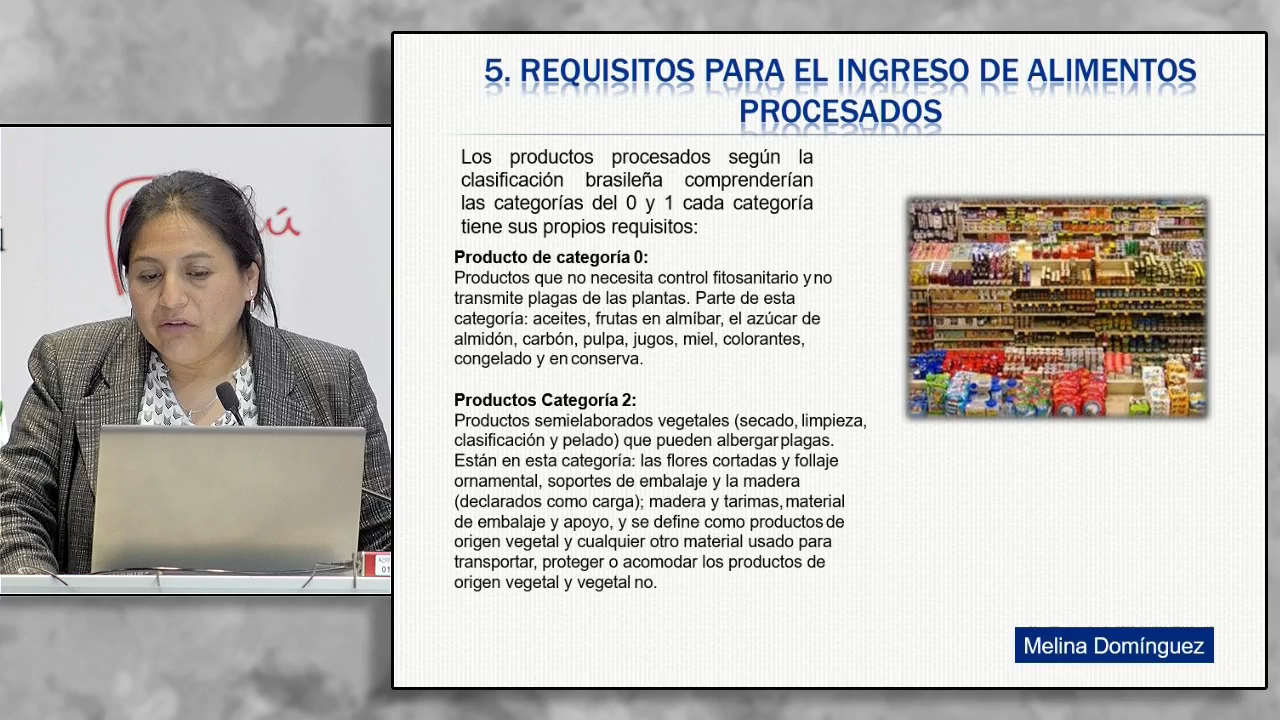 5. REQUISITOS PARA EL INGRESO DE ALIMENTOS
PROCESADOS
Los productos procesados según la
clasificación brasileña comprenderían
las categorías del 0 y 1 cada categoría
tiene sus propios requisitos:
Producto de categoría 0:
Productos que no necesita control fitosanitario y no
transmite plagas de las plantas. Parte de esta
categoría: aceites, frutas en almíbar, el azúcar de
almidón, carbón, pulpa, jugos, miel, colorantes,
congelado y en conserva.
Productos Categoría 2:
Productos semielaborados vegetales (secado, limpieza,
clasificación y pelado) que pueden albergar plagas.
Están en esta categoría: las flores cortadas y follaje
ornamental, soportes de embalaje y la madera
(declarados como carga); madera y tarimas, material
de embalaje y apoyo, y se define como productos de
origen vegetal y cualquier otro material usado para
transportar, proteger o acomodar los productos de
origen vegetal y vegetal no.
Melina Domínguez
ú
01